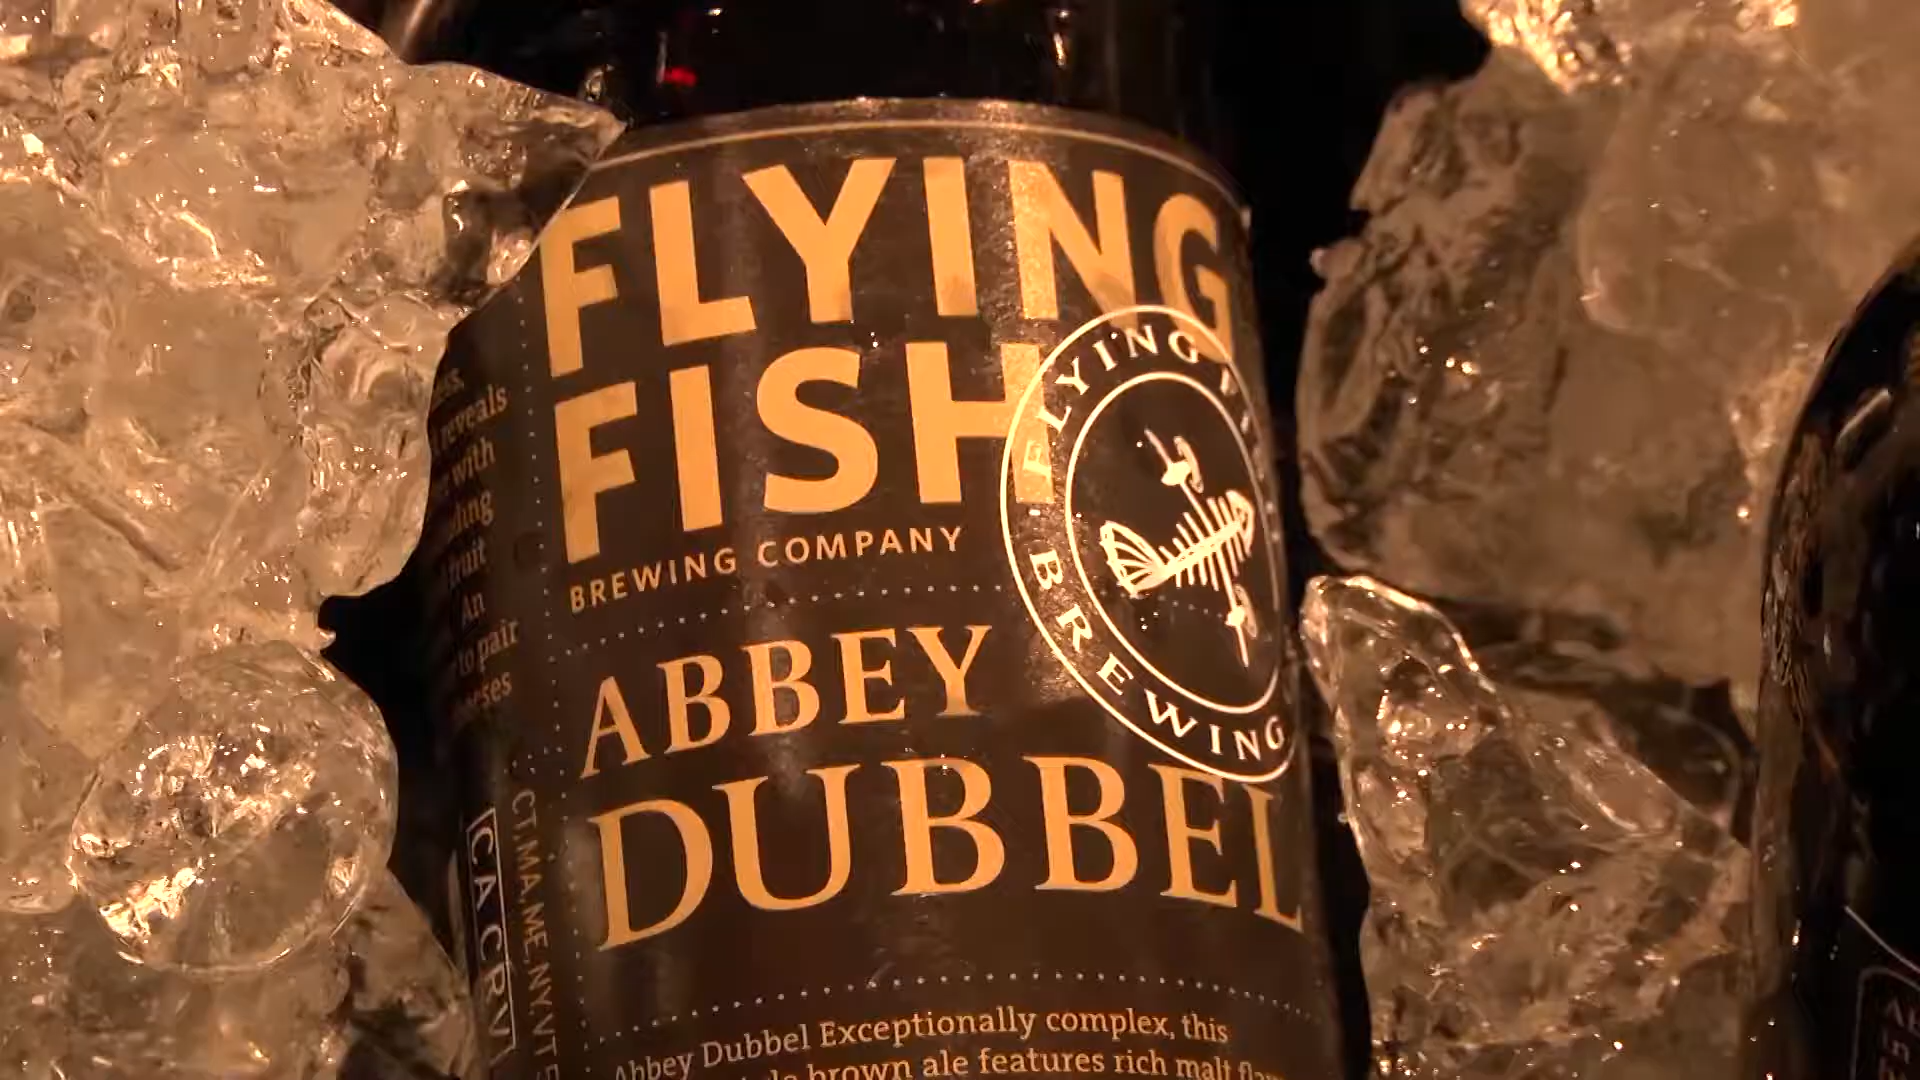 FLYING
FISH
BREWING COMPANY
FLYING
BREWING
ABBEY
DUBBEL
Abbey Dubbel Exceptionally complex, this
brown ale features rich malt
reveals
with
fruit
An
to pair
CT,MA,ME,NY,VT
CA CRV